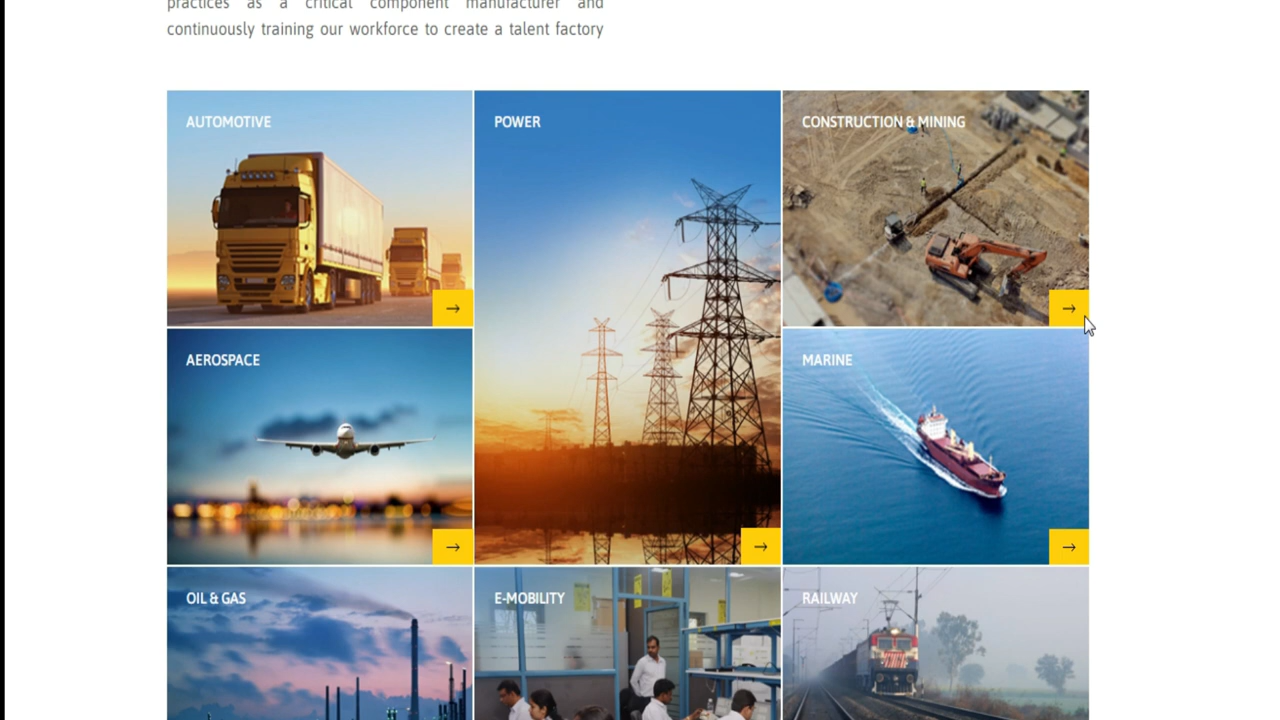 practices as a critical component manufacturer and
continuously training our workforce to create a talent factory
AUTOMOTIVE
POWER
CONSTRUCTION & MINING
AEROSPACE
MARINE
OIL & GAS
E-MOBILITY
RAILWAY